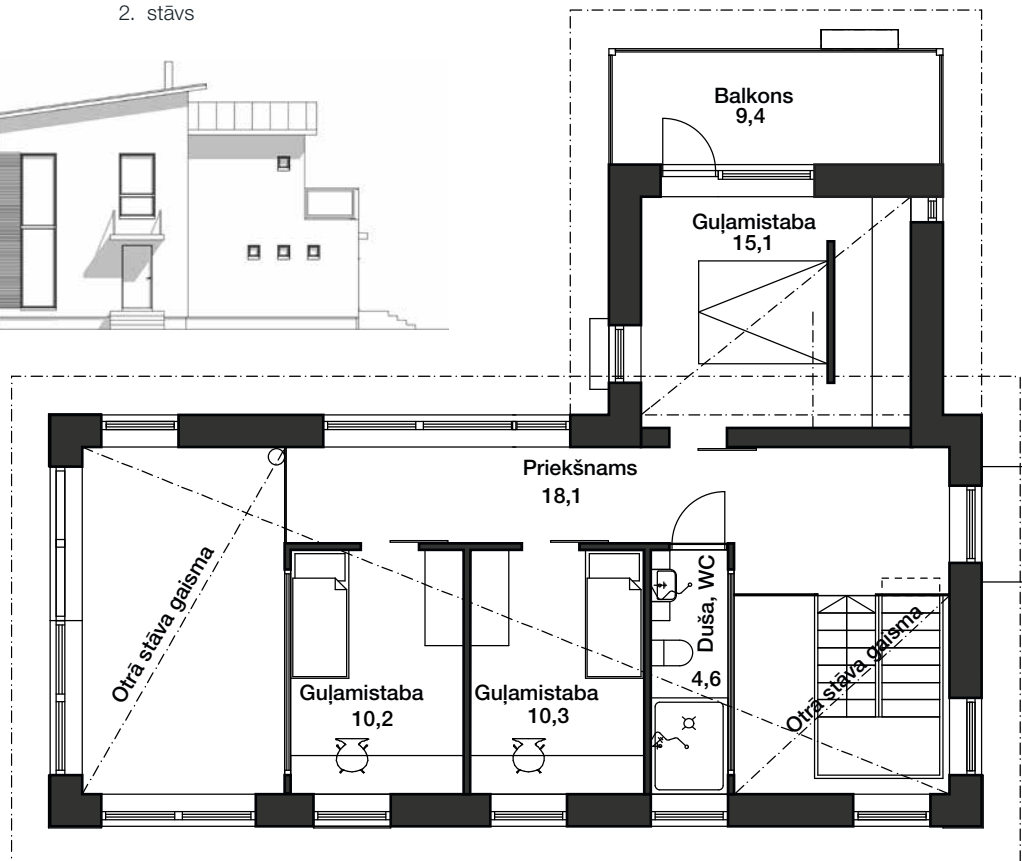 2. stāvs
Balkons
9,4
Guļamistaba
15,1
Priekšnams
18,1
Otrā stāva gaisma
Duša, WC
4,6
Otrā stāva gaisma
Guļamistaba
10,2
Guļamistaba
10,3